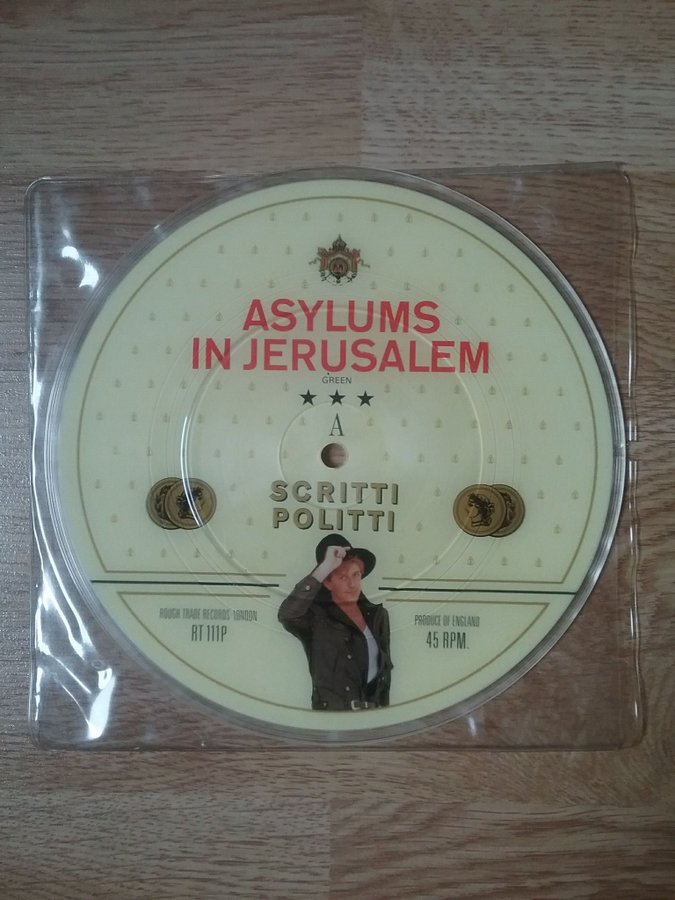 ASYLUMS
IN JERUSALEM
GREEN
A
SCRITTI
POLITTI
ROUGH TRADE RECORDS LONDON
RT 111P
PRODUCE OF ENGLAND
45 RPM.